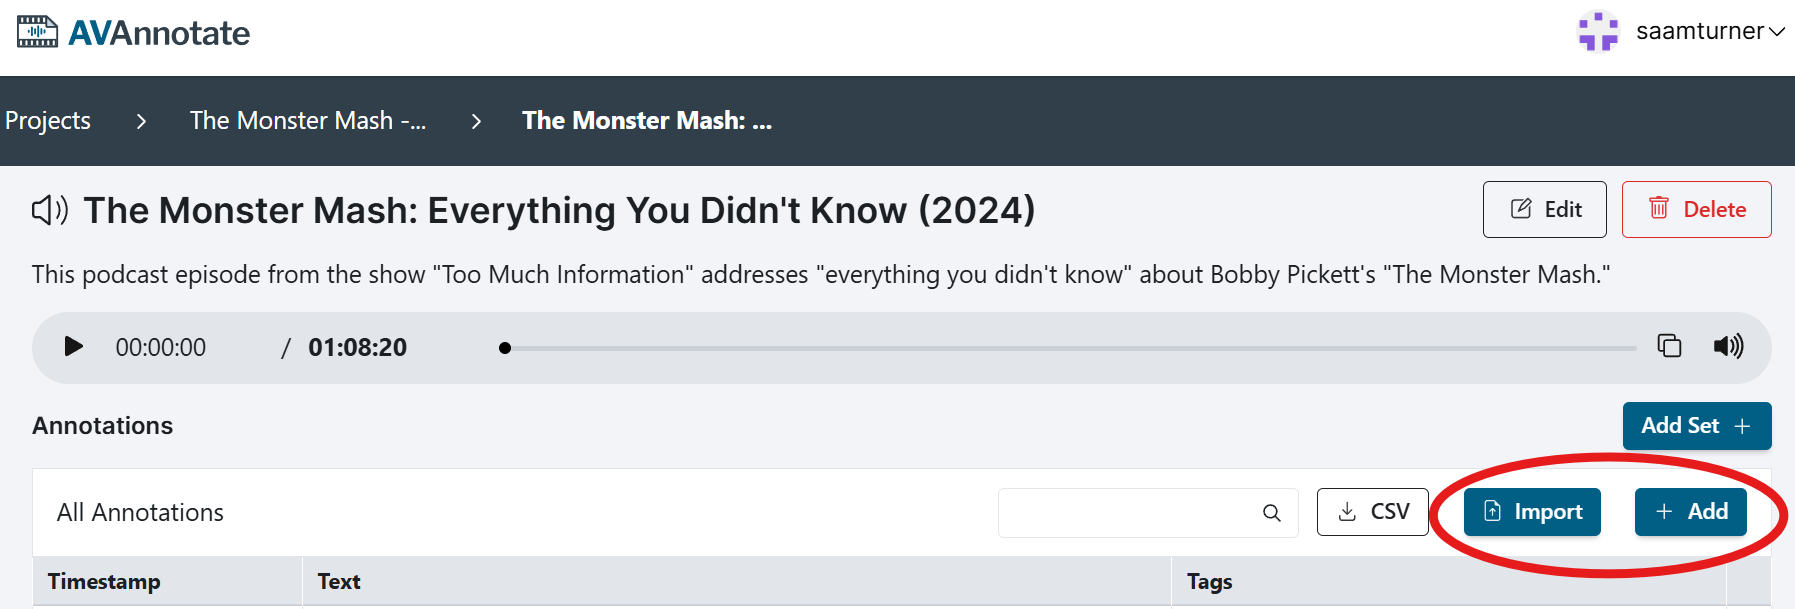 AVAnnotate
saamturner
Projects > The Monster Mash -... > The Monster Mash: ...
The Monster Mash: Everything You Didn't Know (2024)
Edit
Delete
This podcast episode from the show "Too Much Information" addresses "everything you didn't know" about Bobby Pickett's "The Monster Mash."
00:00:00 / 01:08:20
Annotations
Add Set +
All Annotations
CSV
Import
+ Add
Timestamp Text Tags